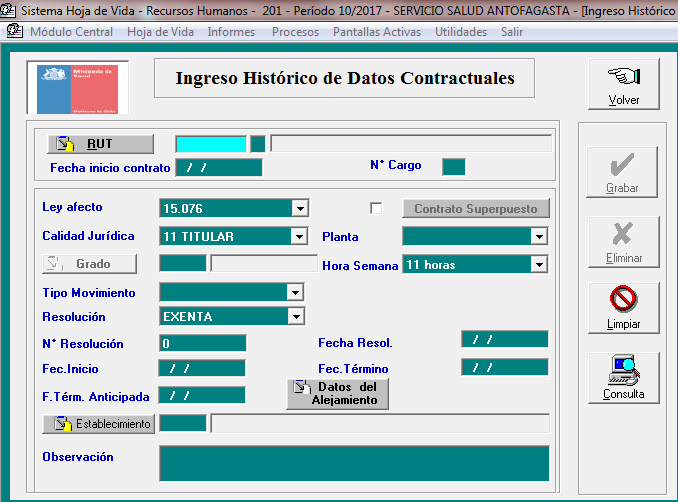 Sistema Hoja de Vida - Recursos Humanos - 201 - Período 10/2017 - SERVICIO SALUD ANTOFAGASTA - [Ingreso Histórico
Módulo Central Hoja de Vida Informes Procesos Pantallas Activas Utilidades Salir
Ministerio de
Salud
Gobierno de Chile
Ingreso Histórico de Datos Contractuales
Volver
RUT
Fecha inicio contrato / / N° Cargo
Grabar
Ley afecto 15.076 Contrato Superpuesto
Calidad Jurídica 11 TITULAR Planta
Eliminar
Grado Hora Semana 11 horas
Tipo Movimiento
Resolución EXENTA
Limpiar
N° Resolución 0 Fecha Resol. / /
Fec.Inicio / / Fec.Término / /
F.Térm. Anticipada / / Datos del
Alejamiento
Consulta
Establecimiento
Observación